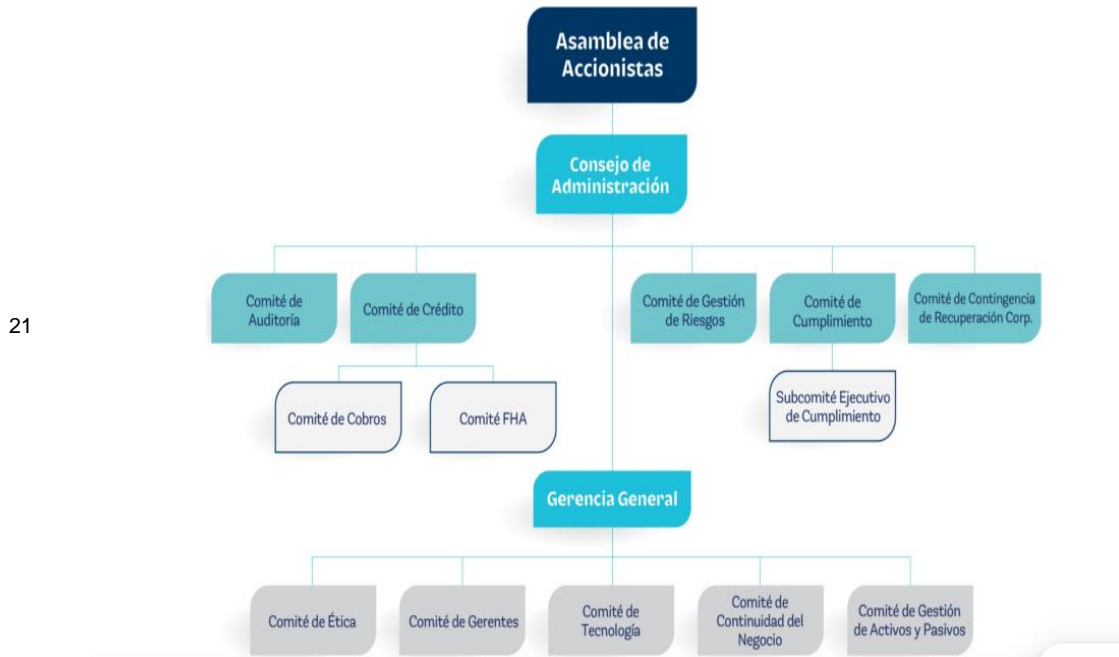 Asamblea de
Accionistas
Consejo de
Administración
Comité de
Auditoría
Comité de Crédito
Comité de Gestión
de Riesgos
Comité de
Cumplimiento
Comité de Contingencia
de Recuperación Corp.
21
Comité de Cobros
Comité FHA
Subcomité Ejecutivo
de Cumplimiento
Gerencia General
Comité de Ética
Comité de Gerentes
Comité de
Tecnología
Comité de
Continuidad del
Negocio
Comité de Gestión
de Activos y Pasivos